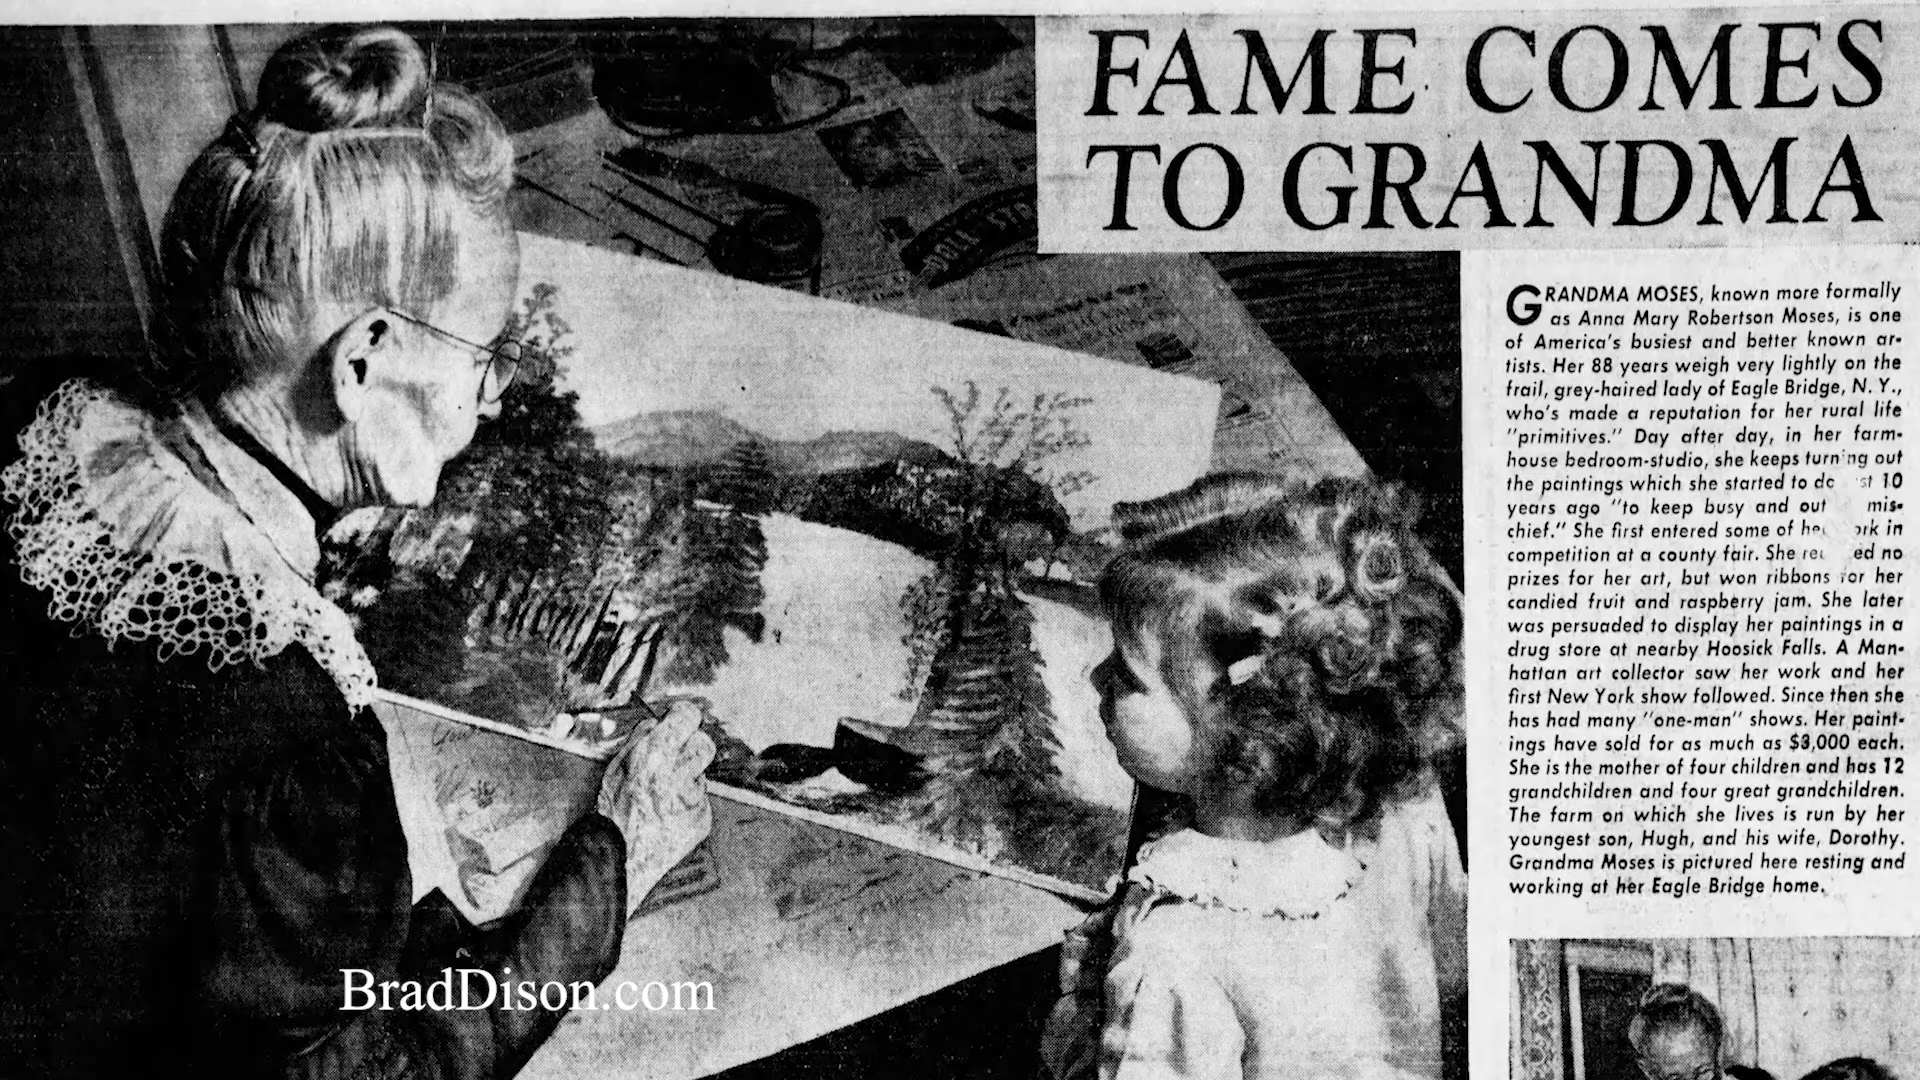 FAME COMES
TO GRANDMA
GRANDMA MOSES, known more formally
as Anna Mary Robertson Moses, is one
of America's busiest and better known ar-
tists. Her 88 years weigh very lightly on the
frail, grey-haired lady of Eagle Bridge, N. Y.,
who's made a reputation for her rural life
"primitives." Day after day, in her farm-
house bedroom-studio, she keeps turning out
the paintings which she started to do 10
years ago "to keep busy and out mis-
chief." She first entered some of in
competition at a county fair. She no
prizes for her art, but won ribbons for her
candied fruit and raspberry jam. She later
was persuaded to display her paintings in a
drug store at nearby Hoosick Falls. A Man-
hattan art collector saw her work and her
first New York show followed. Since then she
has had many "one-man" shows. Her paint-
ings have sold for as much as $3,000 each.
She is the mother of four children and has 12
grandchildren and four great grandchildren.
The farm on which she lives is run by her
youngest son, Hugh, and his wife, Dorothy.
Grandma Moses is pictured here resting and
working at her Eagle Bridge home.
BradDison.com